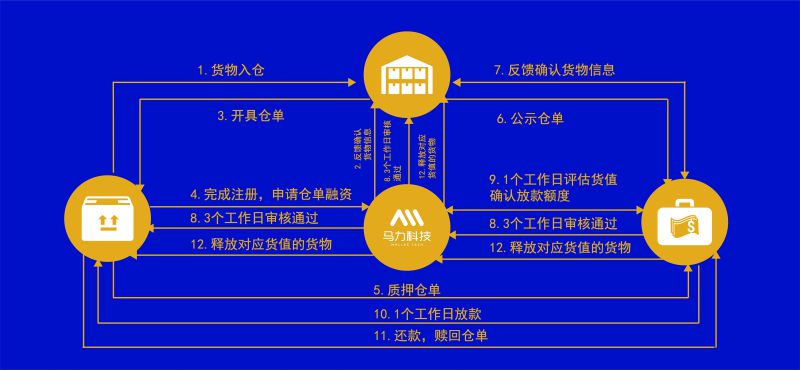 1. 货物入仓
7. 反馈确认货物信息
3. 开具仓单
6. 公示仓单
2. 反馈确认
货物信息
8. 3个工作日审核
通过
12. 释放对应
货值的货物
9. 1个工作日评估货值
确认放款额度
4. 完成注册，申请仓单融资
8. 3个工作日审核通过
8. 3个工作日审核通过
马力科技
MALLEE TECH
12. 释放对应货值的货物
12. 释放对应货值的货物
$
5. 质押仓单
10. 1个工作日放款
11. 还款，赎回仓单